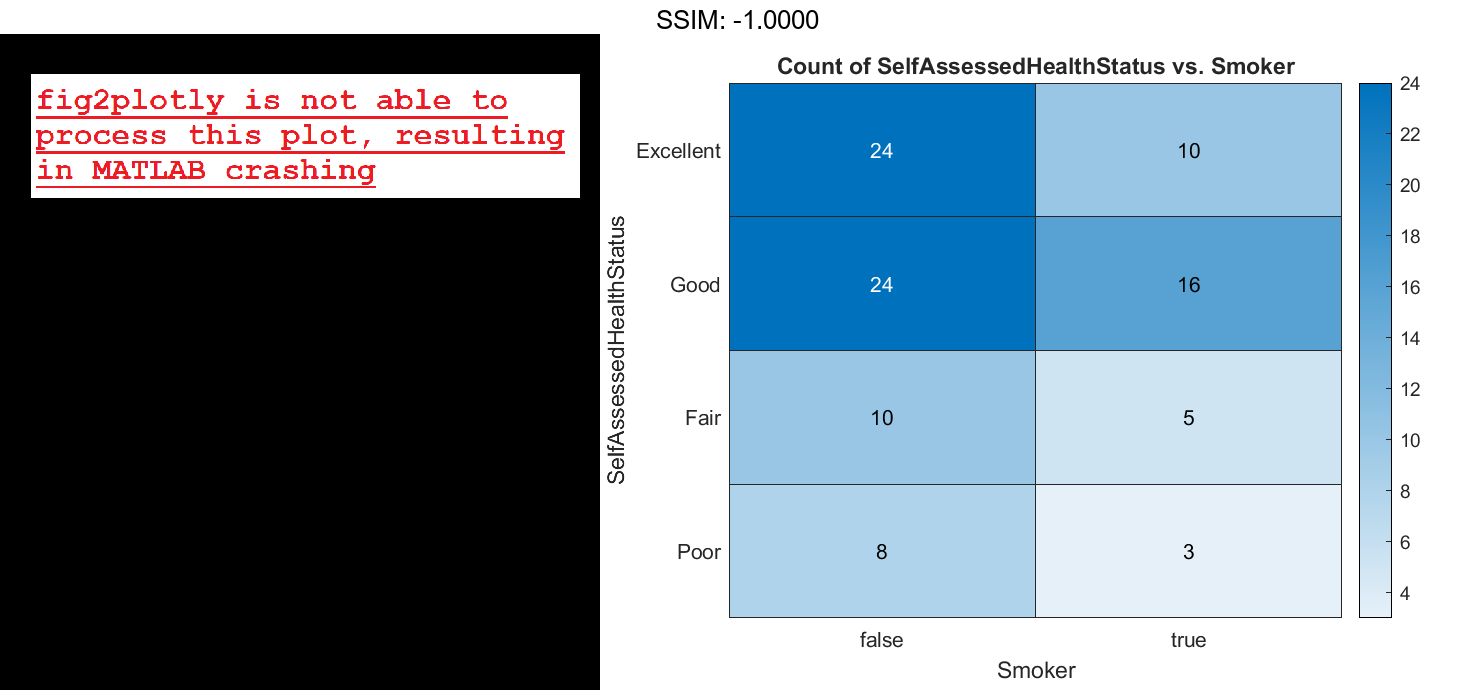 SSIM: -1.0000
fig2plotly is not able to
process this plot, resulting
in MATLAB crashing
Count of SelfAssessedHealthStatus vs. Smoker
SelfAssessedHealthStatus
Excellent 24 10
Good 24 16
Fair 10 5
Poor 8 3
false true
Smoker
24
22
20
18
16
14
12
10
8
6
4